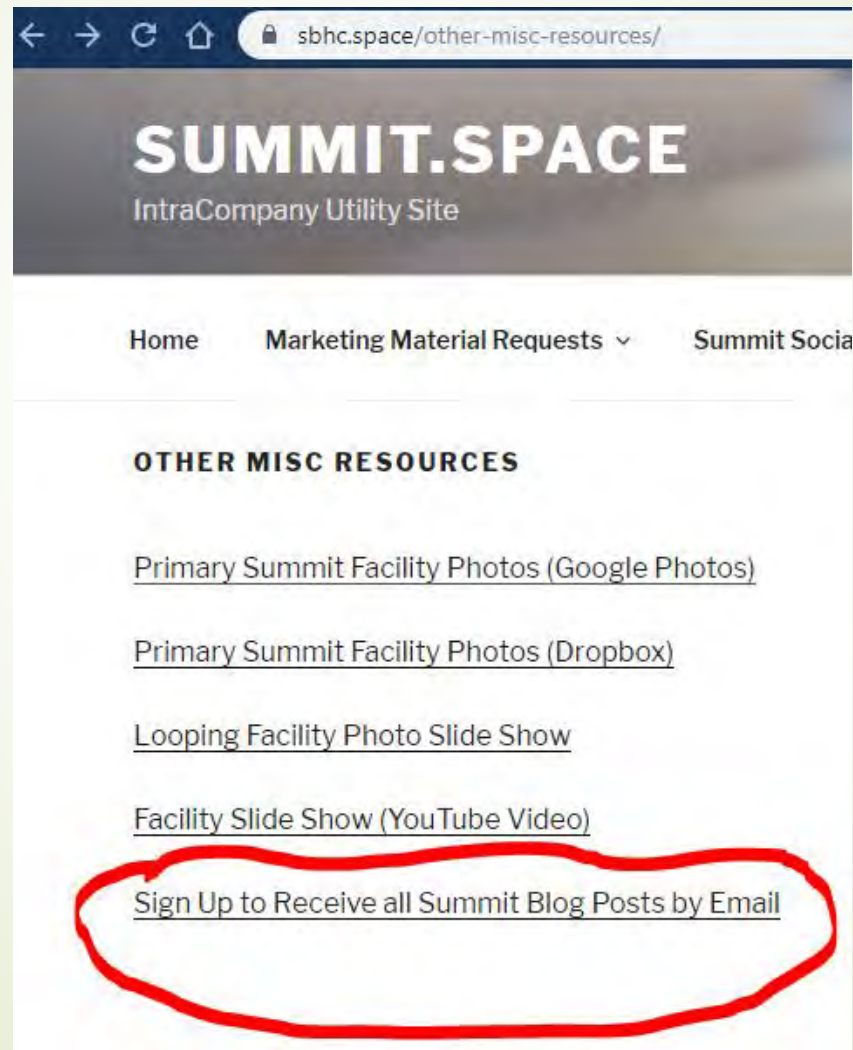 sbhc.space/other-misc-resources/
SUMMIT.SPACE
IntraCompany Utility Site
Home Marketing Material Requests Summit Socia
OTHER MISC RESOURCES
Primary Summit Facility Photos (Google Photos)
Primary Summit Facility Photos (Dropbox)
Looping Facility Photo Slide Show
Facility Slide Show (YouTube Video)
Sign Up to Receive all Summit Blog Posts by Email